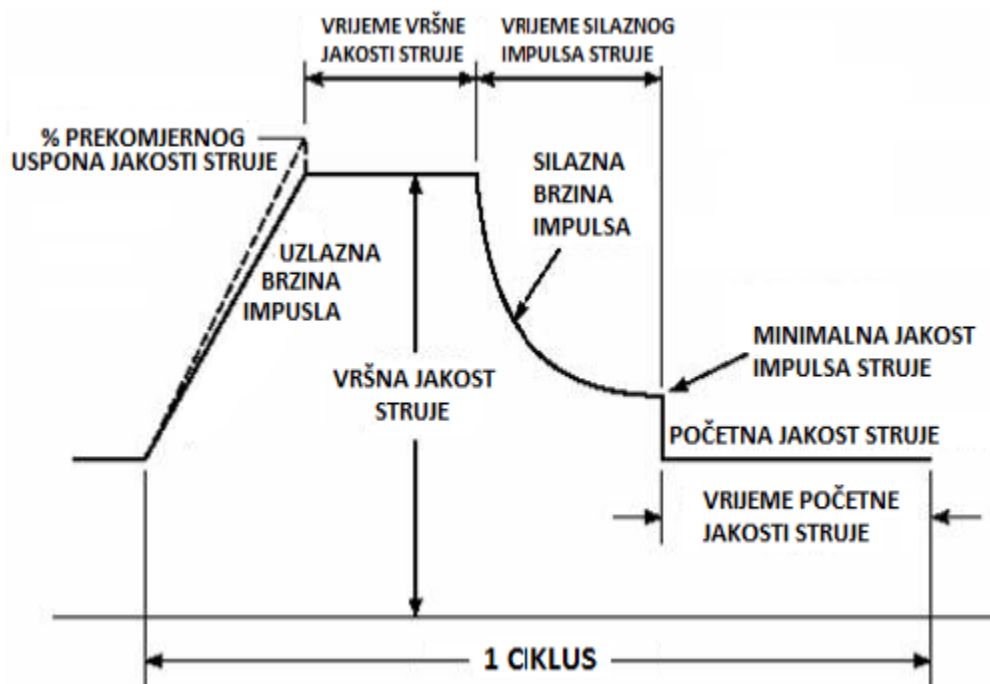 VRIJEME VRŠNE
JAKOSTI STRUJE
VRIJEME SILAZNOG
IMPULSA STRUJE
% PREKOMJERNOG
USPONA JAKOSTI STRUJE
SILAZNA
BRZINA
IMPULSA
UZLAZNA
BRZINA
IMPUSLA
VRŠNA JAKOST
STRUJE
MINIMALNA JAKOST
IMPULSA STRUJE
POČETNA JAKOST STRUJE
VRIJEME POČETNE
JAKOSTI STRUJE
1 CIKLUS